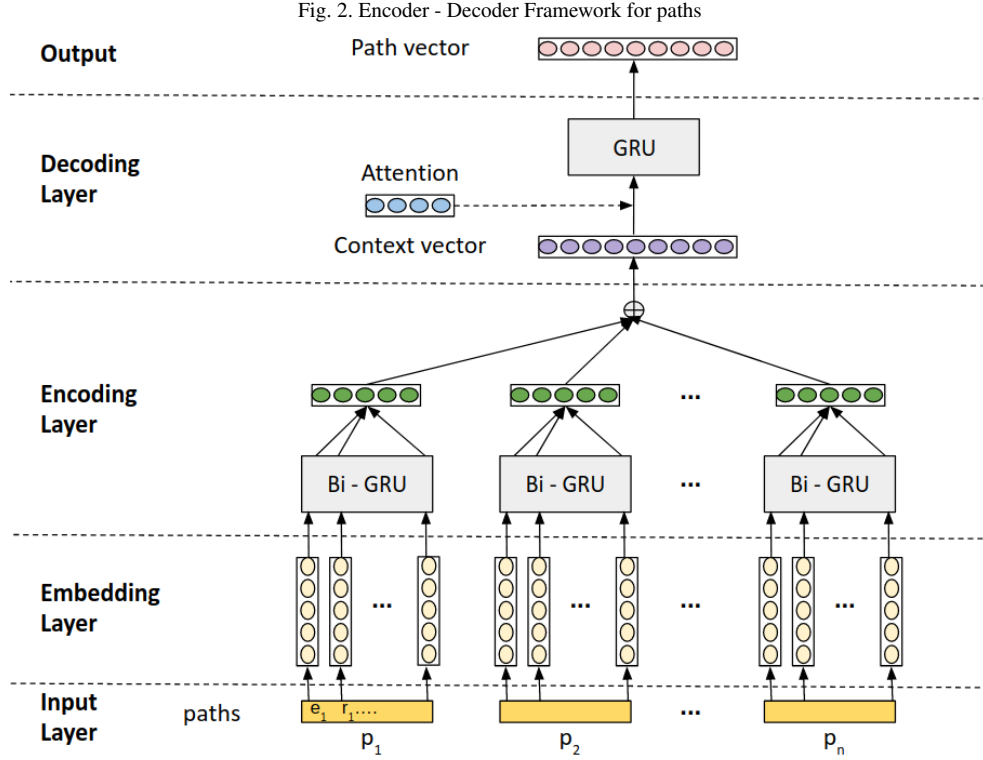 Fig. 2. Encoder - Decoder Framework for paths
Output
Path vector
Decoding
Layer
GRU
Attention
Context vector
Encoding
Layer
...
Bi - GRU
Bi - GRU
...
Bi - GRU
Embedding
Layer
...
...
...
...
Input
Layer
paths
e1 r1....
...
p1
p2
pn